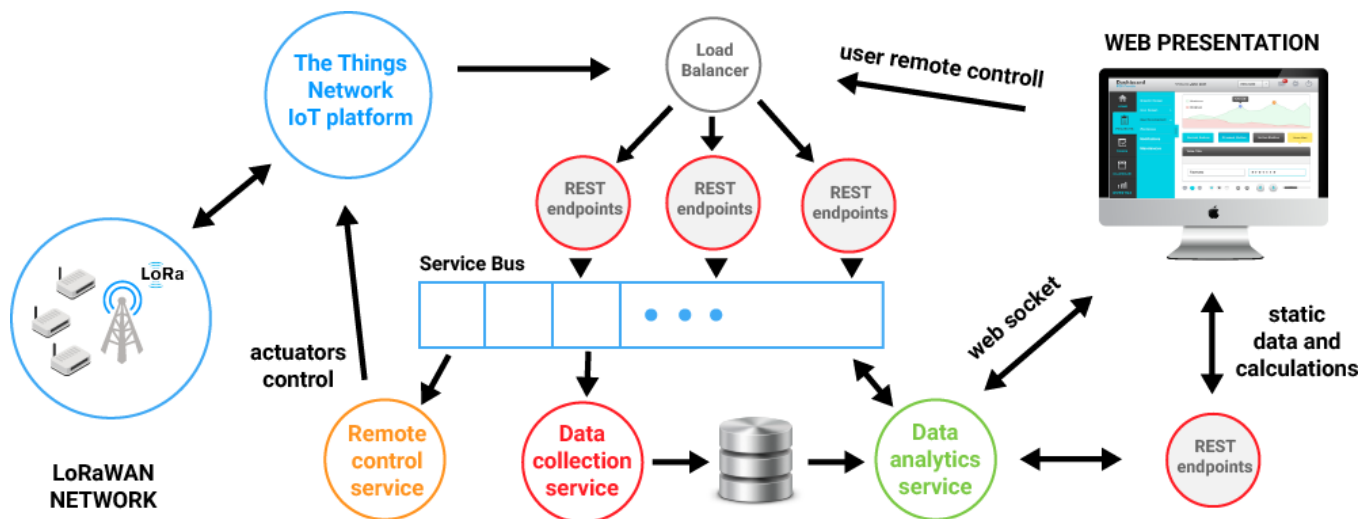 The Things
Network
IoT platform
Load
Balancer
user remote controll
WEB PRESENTATION
Dashboard
REST
endpoints
REST
endpoints
REST
endpoints
LoRa
Service Bus
actuators
control
web socket
static
data and
calculations
Remote
control
service
Data
collection
service
Data
analytics
service
REST
endpoints
LoRaWAN
NETWORK